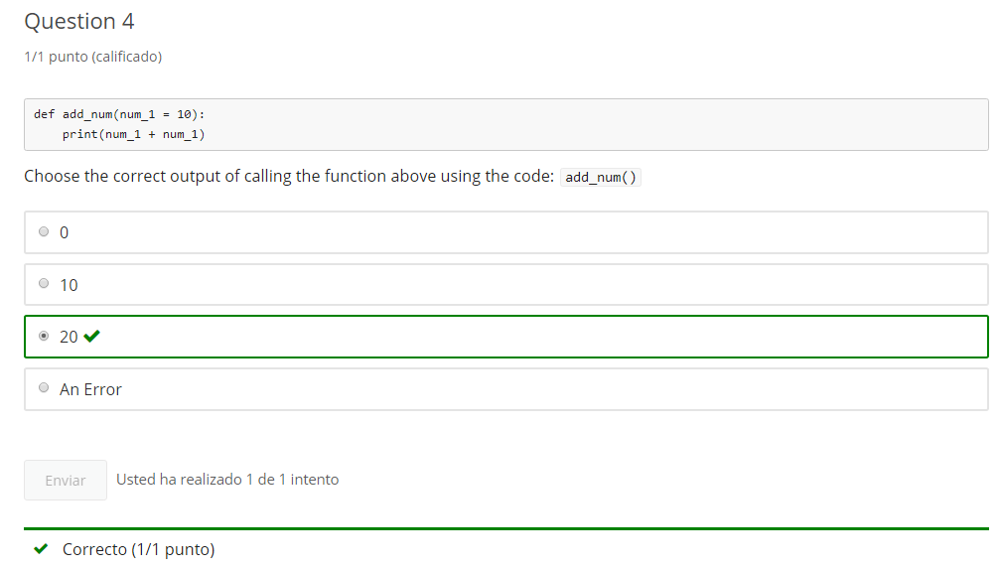 Question 4
1/1 punto (calificado)
def add_num(num_1 = 10):
    print(num_1 + num_1)
Choose the correct output of calling the function above using the code: add_num()
0
10
20
An Error
Enviar Usted ha realizado 1 de 1 intento
Correcto (1/1 punto)